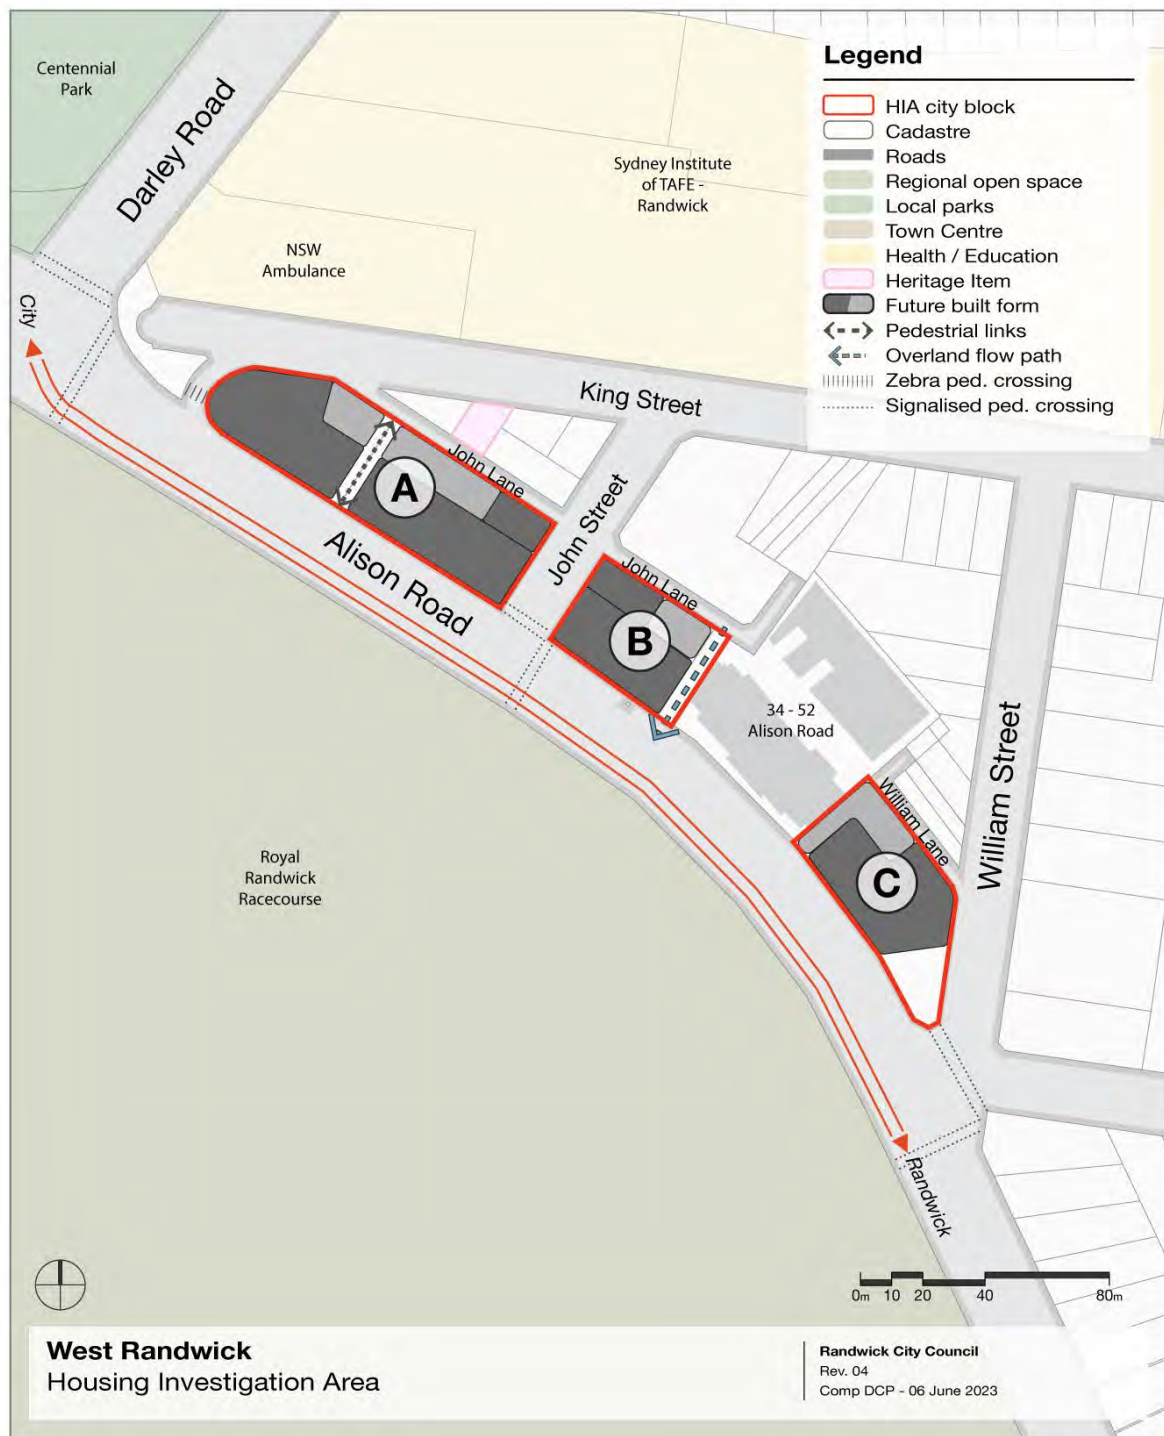 Centennial
Park
Darley Road
Sydney Institute
of TAFE -
Randwick
NSW
Ambulance
City
King Street
John Lane
A
John Street
Alison Road
John Lane
B
34 - 52
Alison Road
William Street
William Lane
C
Royal
Randwick
Racecourse
Randwick
Legend
HIA city block
Cadastre
Roads
Regional open space
Local parks
Town Centre
Health / Education
Heritage Item
Future built form
Pedestrial links
Overland flow path
Zebra ped. crossing
Signalised ped. crossing
0m 10 20 40 80m
West Randwick
Housing Investigation Area
Randwick City Council
Rev. 04
Comp DCP - 06 June 2023